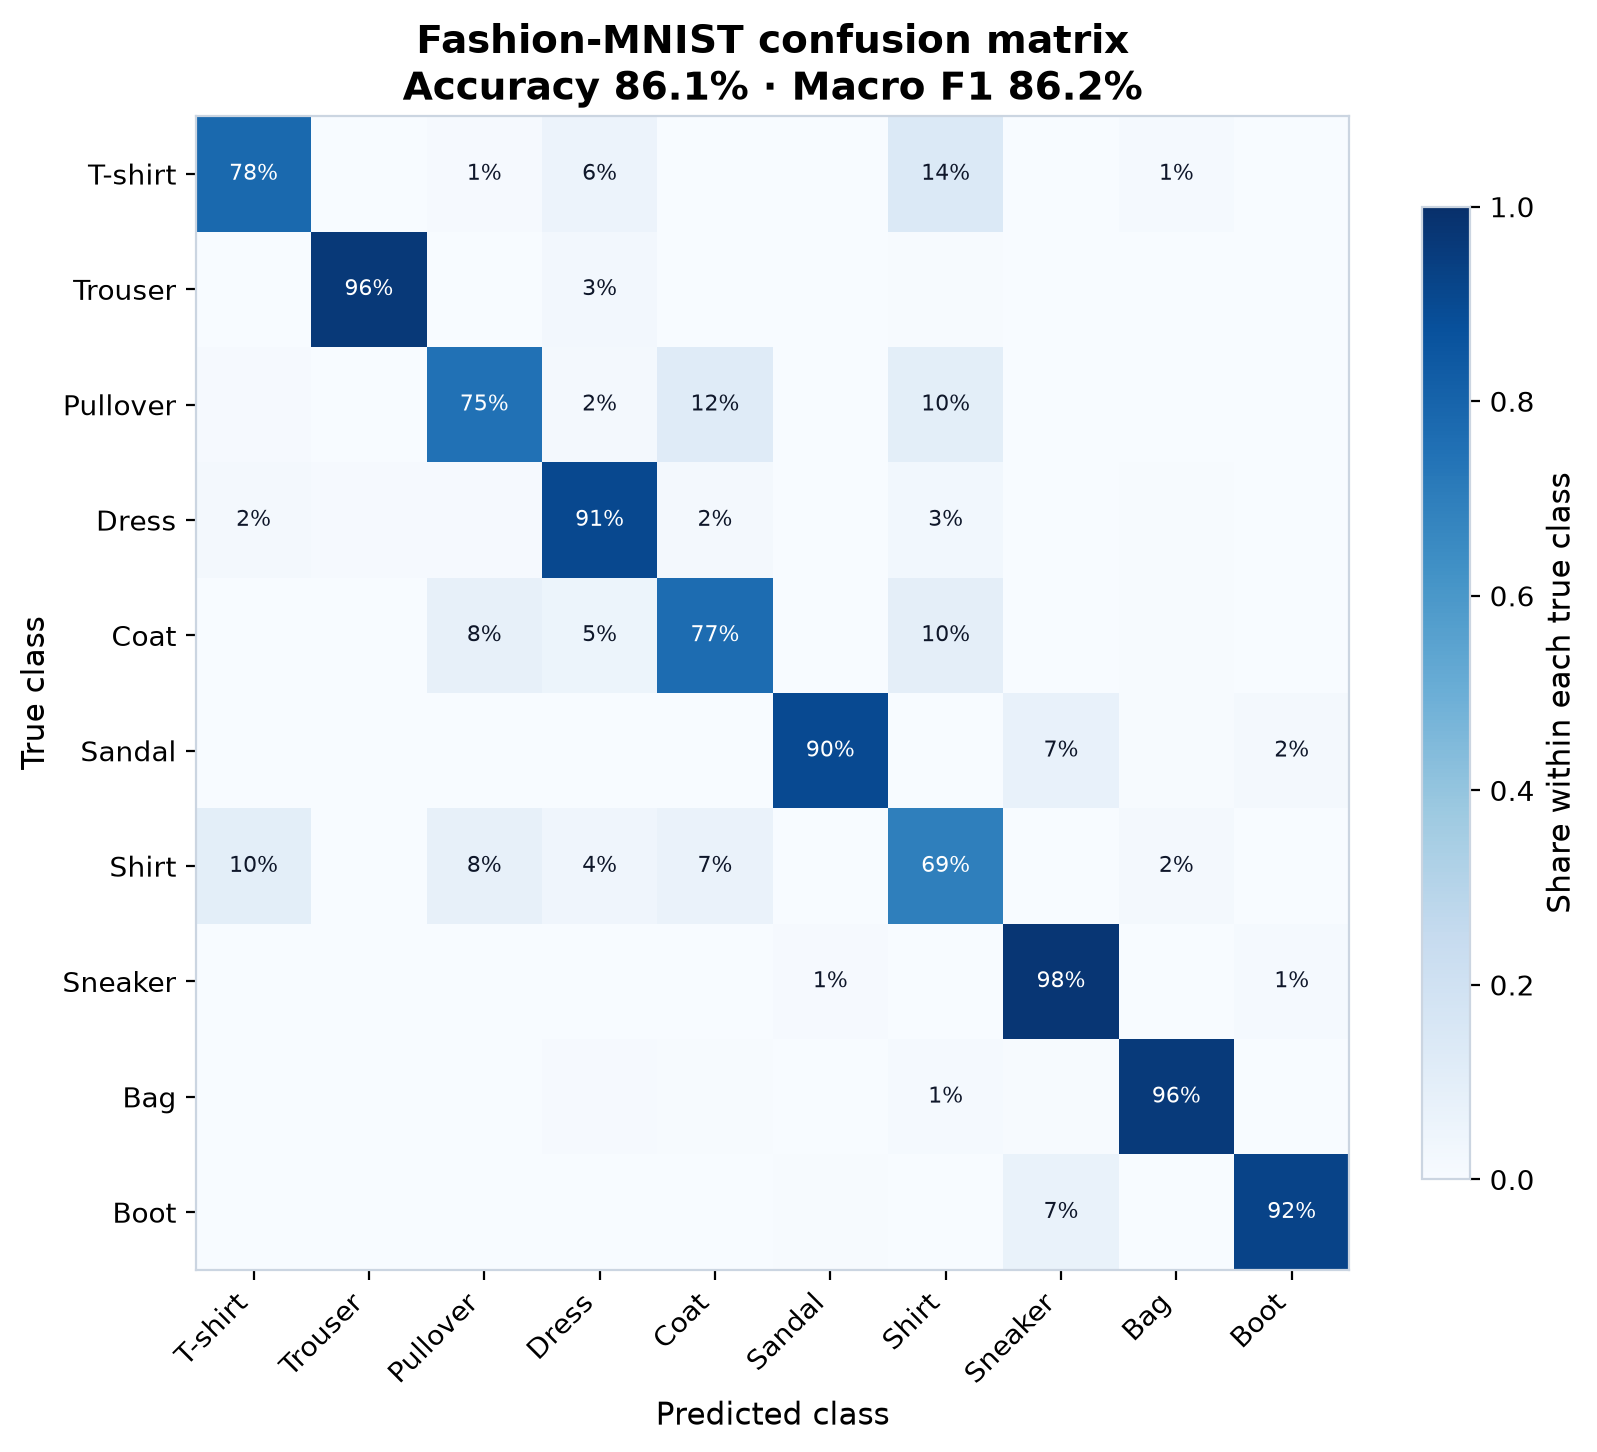 Fashion-MNIST confusion matrix
Accuracy 86.1% · Macro F1 86.2%
T-shirt 78% 1% 6% 14% 1%
Trouser 96% 3%
Pullover 75% 2% 12% 10%
Dress 2% 91% 2% 3%
Coat 8% 5% 77% 10%
Sandal 90% 7% 2%
Shirt 10% 8% 4% 7% 69% 2%
Sneaker 1% 98% 1%
Bag 1% 96%
Boot 7% 92%
True class
T-shirt Trouser Pullover Dress Coat Sandal Shirt Sneaker Bag Boot
Predicted class
1.0
0.8
0.6
0.4
0.2
0.0
Share within each true class